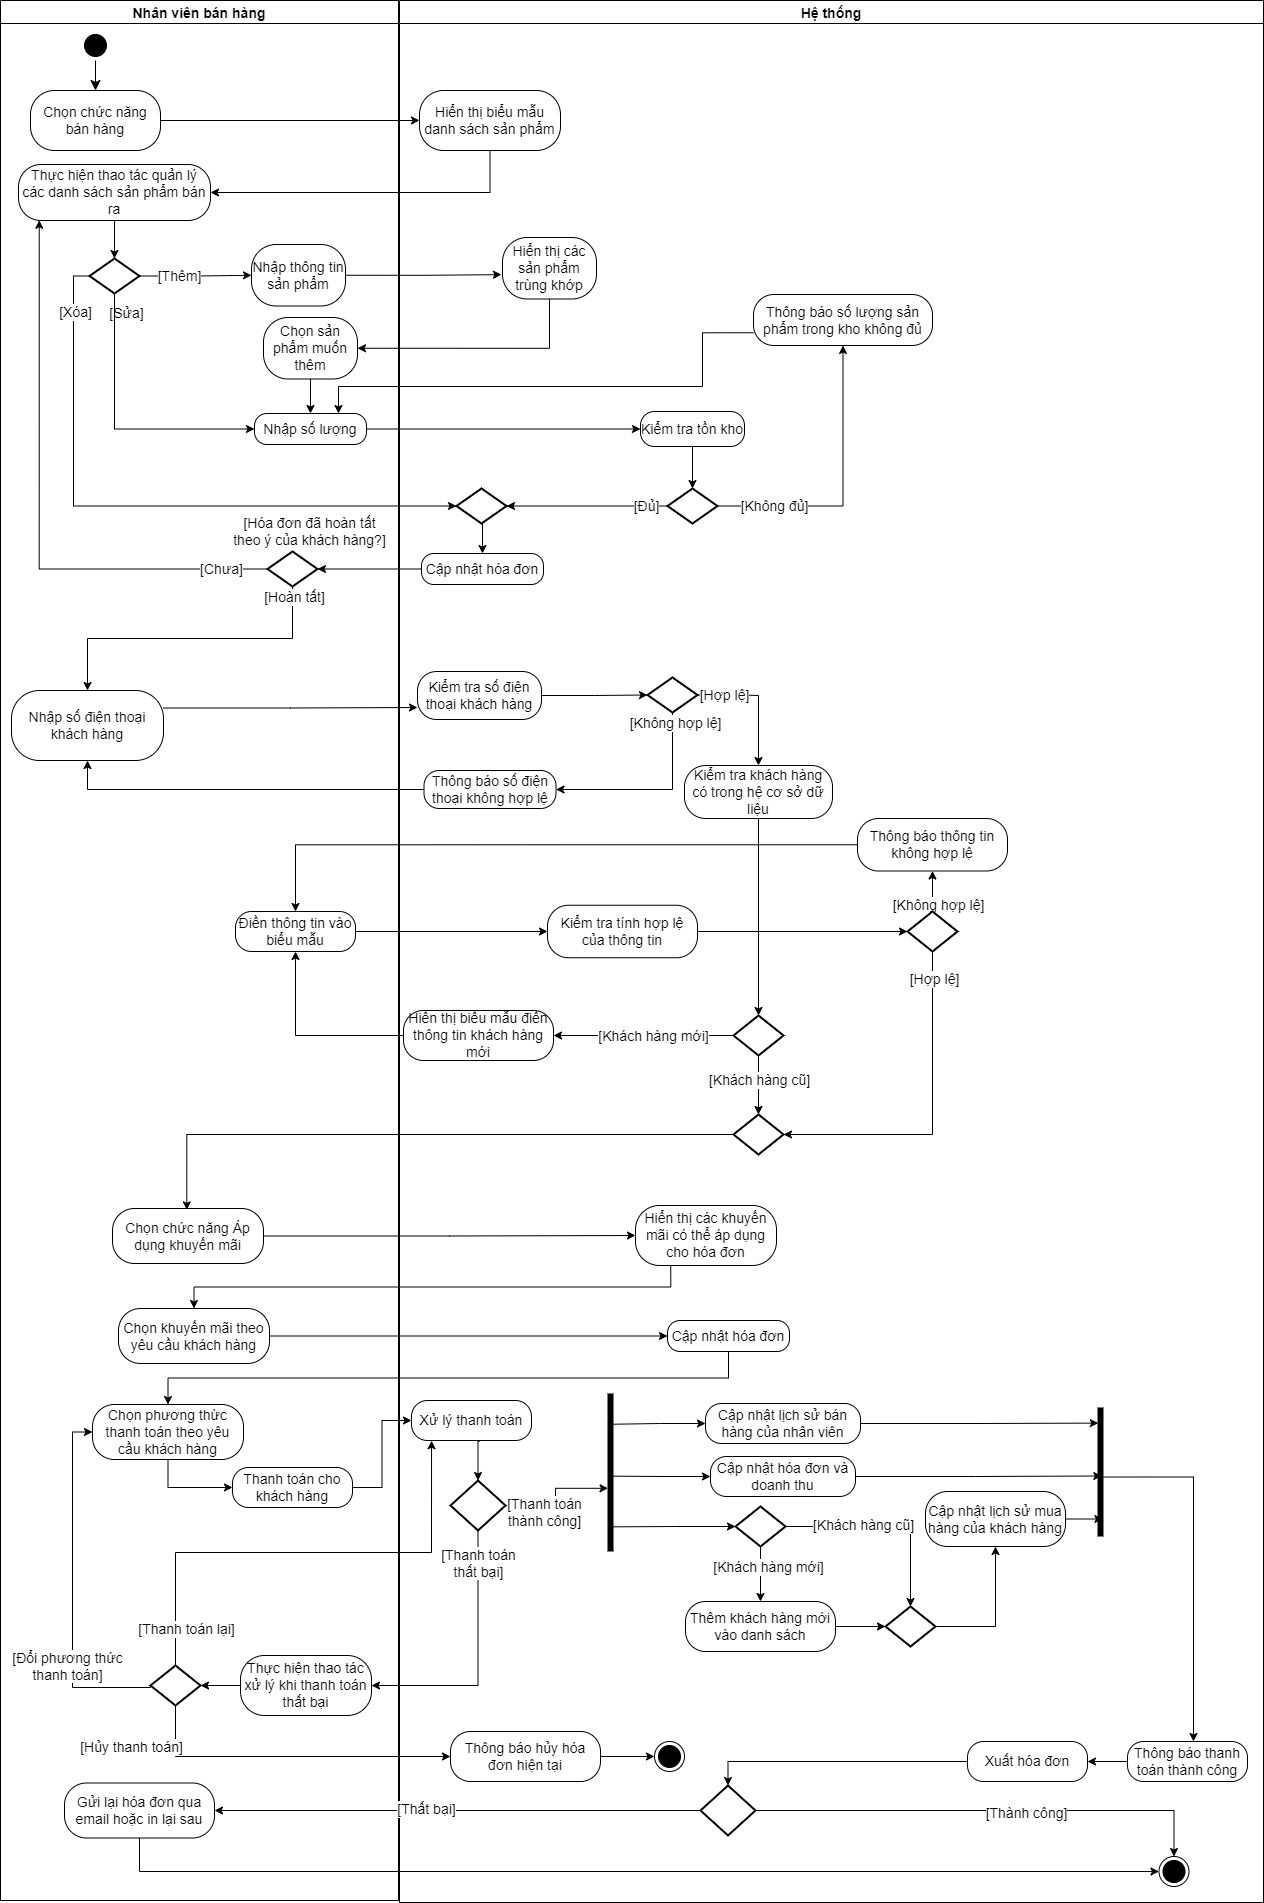 Nhân viên bán hàng
Hệ thống
Chọn chức năng
bán hàng
Hiển thị biểu mẫu
danh sách sản phẩm
Thực hiện thao tác quản lý
các danh sách sản phẩm bán
ra
[Thêm]
Nhập thông tin
sản phẩm
Hiển thị các
sản phẩm
trùng khớp
[Xóa]
[Sửa]
Thông báo số lượng sản
phẩm trong kho không đủ
Chọn sản
phẩm muốn
thêm
Nhập số lượng
Kiểm tra tồn kho
[Đủ]
[Không đủ]
[Hóa đơn đã hoàn tất
theo ý của khách hàng?]
[Chưa]
Cập nhật hóa đơn
[Hoàn tất]
Nhập số điện thoại
khách hàng
Kiểm tra số điện
thoại khách hàng
[Hợp lệ]
[Không hợp lệ]
Thông báo số điện
thoại không hợp lệ
Kiểm tra khách hàng
có trong hệ cơ sở dữ
liệu
Thông báo thông tin
không hợp lệ
[Không hợp lệ]
Điền thông tin vào
biểu mẫu
Kiểm tra tính hợp lệ
của thông tin
[Hợp lệ]
Hiển thị biểu mẫu điền
thông tin khách hàng
mới
[Khách hàng mới]
[Khách hàng cũ]
Chọn chức năng Áp
dụng khuyến mãi
Hiển thị các khuyến
mãi có thể áp dụng
cho hóa đơn
Chọn khuyến mãi theo
yêu cầu khách hàng
Cập nhật hóa đơn
Chọn phương thức
thanh toán theo yêu
cầu khách hàng
Xử lý thanh toán
Cập nhật lịch sử bán
hàng của nhân viên
Thanh toán cho
khách hàng
Cập nhật hóa đơn và
doanh thu
[Thanh toán
thành công]
Cập nhật lịch sử mua
hàng của khách hàng
[Khách hàng cũ]
[Thanh toán
thất bại]
[Khách hàng mới]
Thêm khách hàng mới
vào danh sách
[Thanh toán lại]
[Đổi phương thức
thanh toán]
Thực hiện thao tác
xử lý khi thanh toán
thất bại
[Hủy thanh toán]
Thông báo hủy hóa
đơn hiện tại
Xuất hóa đơn
Thông báo thanh
toán thành công
Gửi lại hóa đơn qua
email hoặc in lại sau
[Thất bại]
[Thành công]